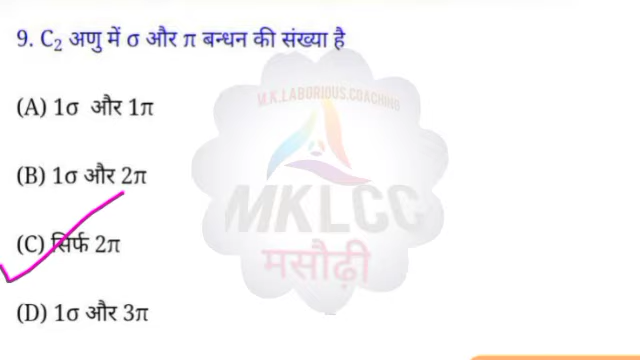 9. C₂ अणु में σ और π बन्धन की संख्या है
M.K.LABORIOUS.COACHING
(A) 1σ और 1π
(B) 1σ और 2π
MKLCC
(C) सिर्फ 2π
मसौढ़ी
(D) 1σ और 3π